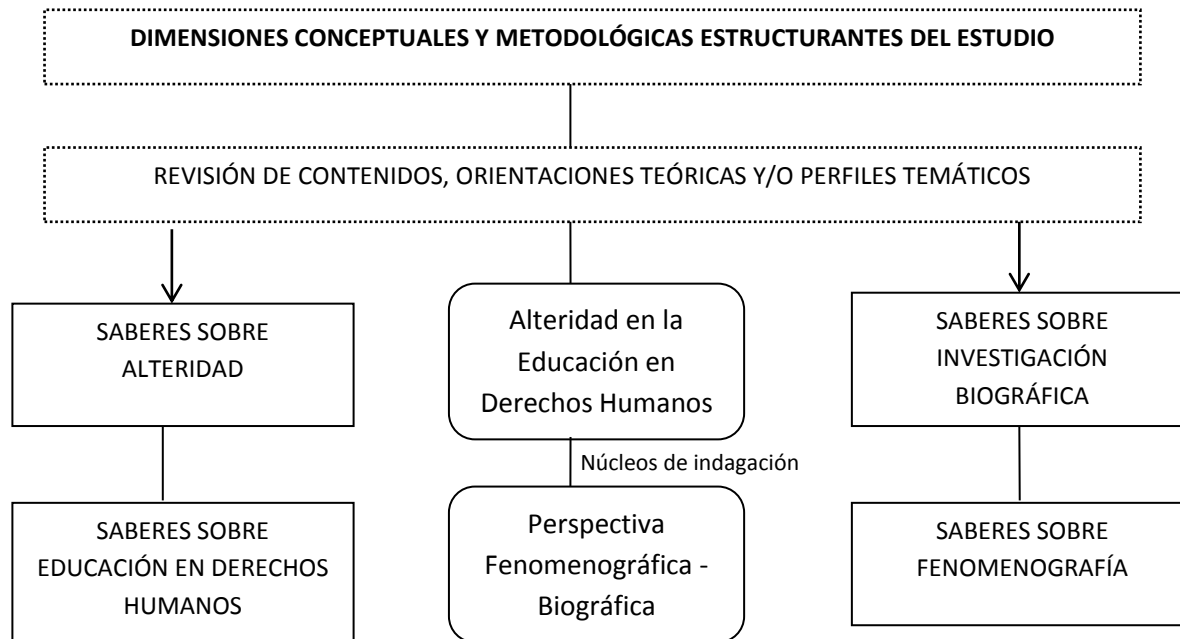 DIMENSIONES CONCEPTUALES Y METODOLÓGICAS ESTRUCTURANTES DEL ESTUDIO
REVISIÓN DE CONTENIDOS, ORIENTACIONES TEÓRICAS Y/O PERFILES TEMÁTICOS
SABERES SOBRE
ALTERIDAD
Alteridad en la
Educación en
Derechos Humanos
SABERES SOBRE
INVESTIGACIÓN
BIOGRÁFICA
Núcleos de indagación
SABERES SOBRE
EDUCACIÓN EN DERECHOS
HUMANOS
Perspectiva
Fenomenográfica -
Biográfica
SABERES SOBRE
FENOMENOGRAFÍA